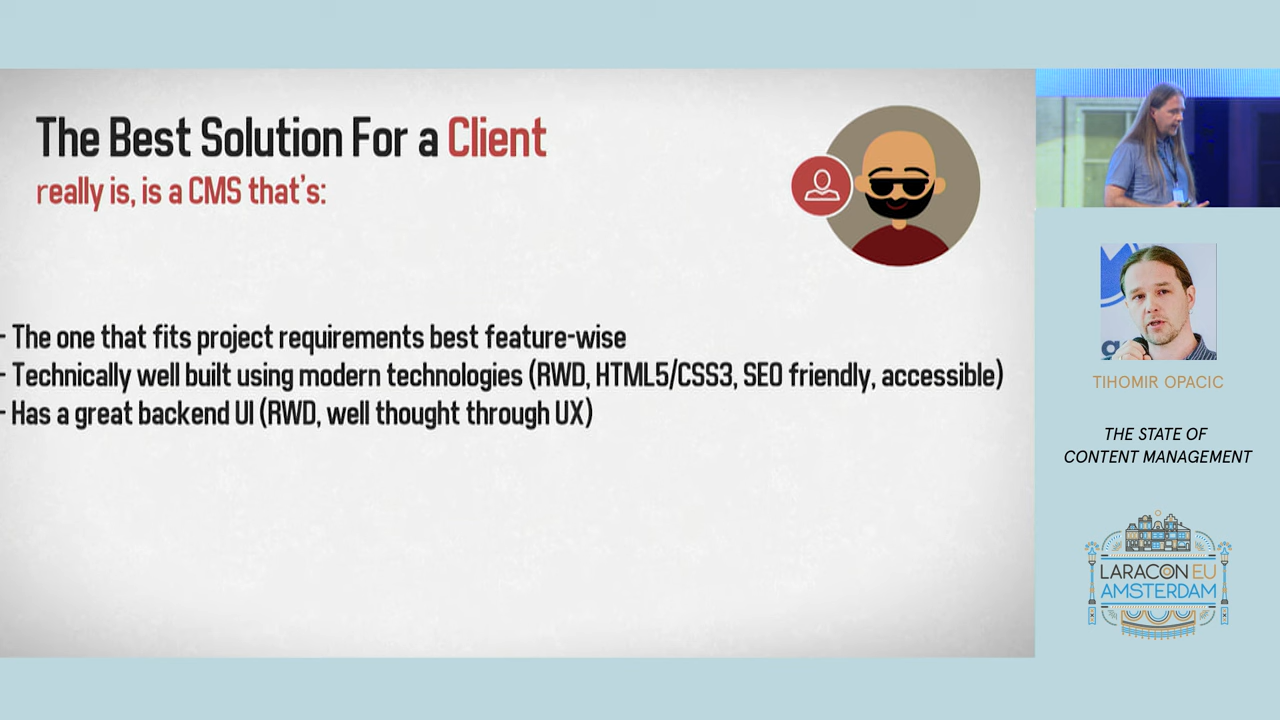 The Best Solution For a Client
really is, is a CMS that's:
- The one that fits project requirements best feature-wise
- Technically well built using modern technologies (RWD, HTML5/CSS3, SEO friendly, accessible)
- Has a great backend UI (RWD, well thought through UX)
TIHOMIR OPACIC
THE STATE OF
CONTENT MANAGEMENT
LARACON EU
AMSTERDAM